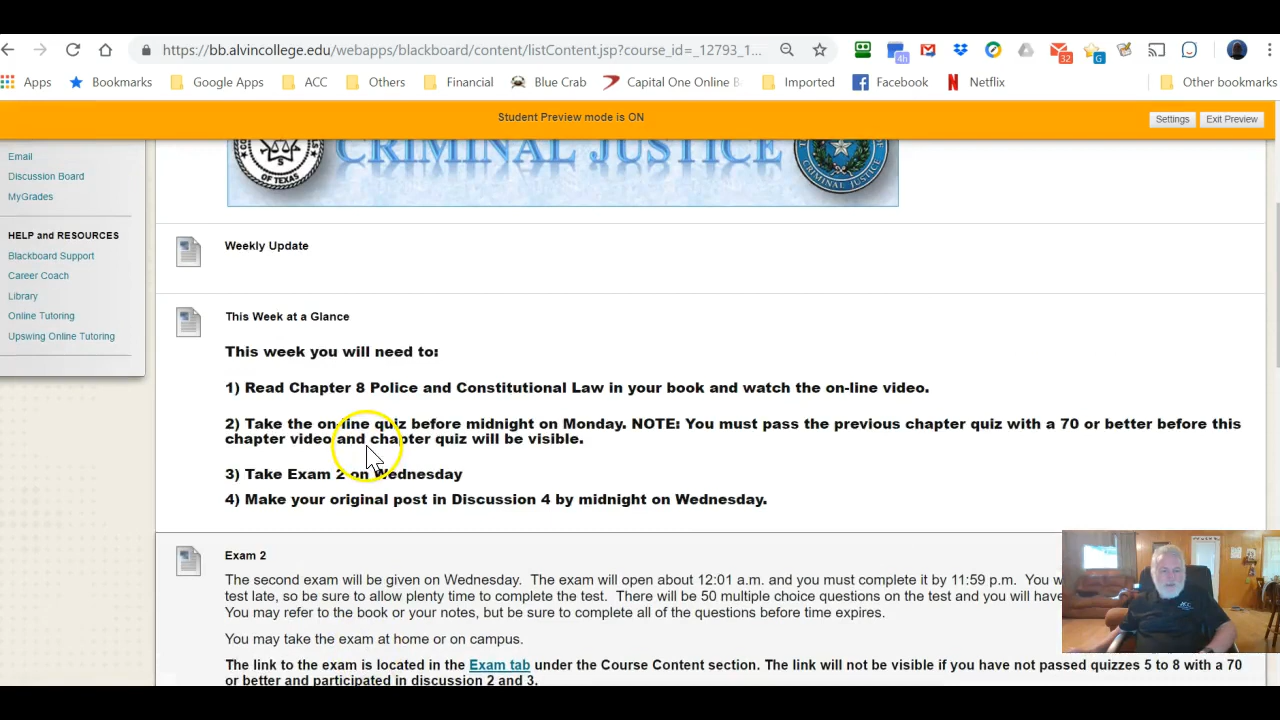 https://bb.alvincollege.edu/webapps/blackboard/content/listContent.jsp?course_id=_12793_1...
4h
32
G
Apps
Bookmarks
Google Apps
ACC
Others
Financial
Blue Crab
Capital One Online B
Imported
Facebook
Netflix
Other bookmarks
Student Preview mode is ON
Settings
Exit Preview
Email
Discussion Board
MyGrades
HELP and RESOURCES
Blackboard Support
Career Coach
Library
Online Tutoring
Upswing Online Tutoring
OF TEXAS
CRIMINAL JUSTICE
CRIMINAL JUSTICE
Weekly Update
This Week at a Glance
This week you will need to:
1) Read Chapter 8 Police and Constitutional Law in your book and watch the on-line video.
2) Take the on-line quiz before midnight on Monday. NOTE: You must pass the previous chapter quiz with a 70 or better before this
chapter video and chapter quiz will be visible.
3) Take Exam 2 on Wednesday
4) Make your original post in Discussion 4 by midnight on Wednesday.
Exam 2
The second exam will be given on Wednesday. The exam will open about 12:01 a.m. and you must complete it by 11:59 p.m. You w
test late, so be sure to allow plenty time to complete the test. There will be 50 multiple choice questions on the test and you will have
You may refer to the book or your notes, but be sure to complete all of the questions before time expires.
You may take the exam at home or on campus.
The link to the exam is located in the Exam tab under the Course Content section. The link will not be visible if you have not passed quizzes 5 to 8 with a 70
or better and participated in discussion 2 and 3.